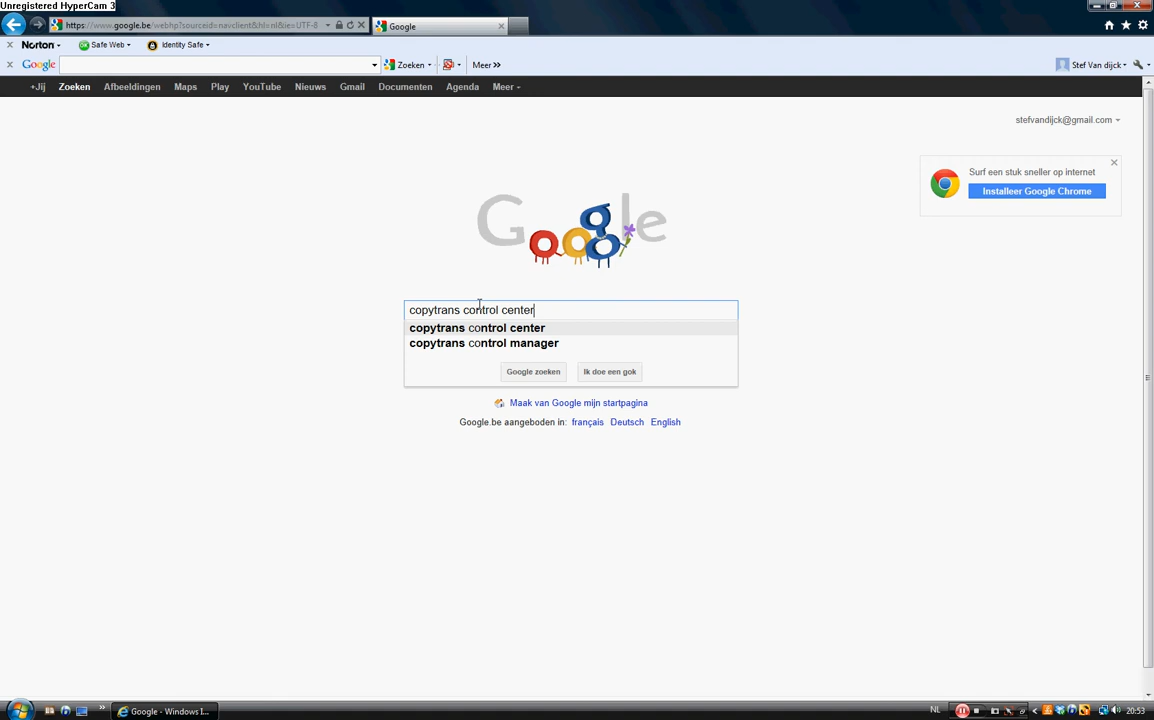 Unregistered HyperCam 3
https://www.google.be/webhp?sourceid=navclient&hl=nl&ie=UTF-8
Google
Norton
Safe Web
Identity Safe
Google
Zoeken
Meer »
Stef Van dijck
+Jij Zoeken Afbeeldingen Maps Play YouTube Nieuws Gmail Documenten Agenda Meer
stefvandijck@gmail.com
Surf een stuk sneller op internet
Installeer Google Chrome
Google
copytrans control center
copytrans control center
copytrans control manager
Google zoeken
Ik doe een gok
Maak van Google mijn startpagina
Google.be aangeboden in: français Deutsch English
Google - Windows I...
NL
20:53